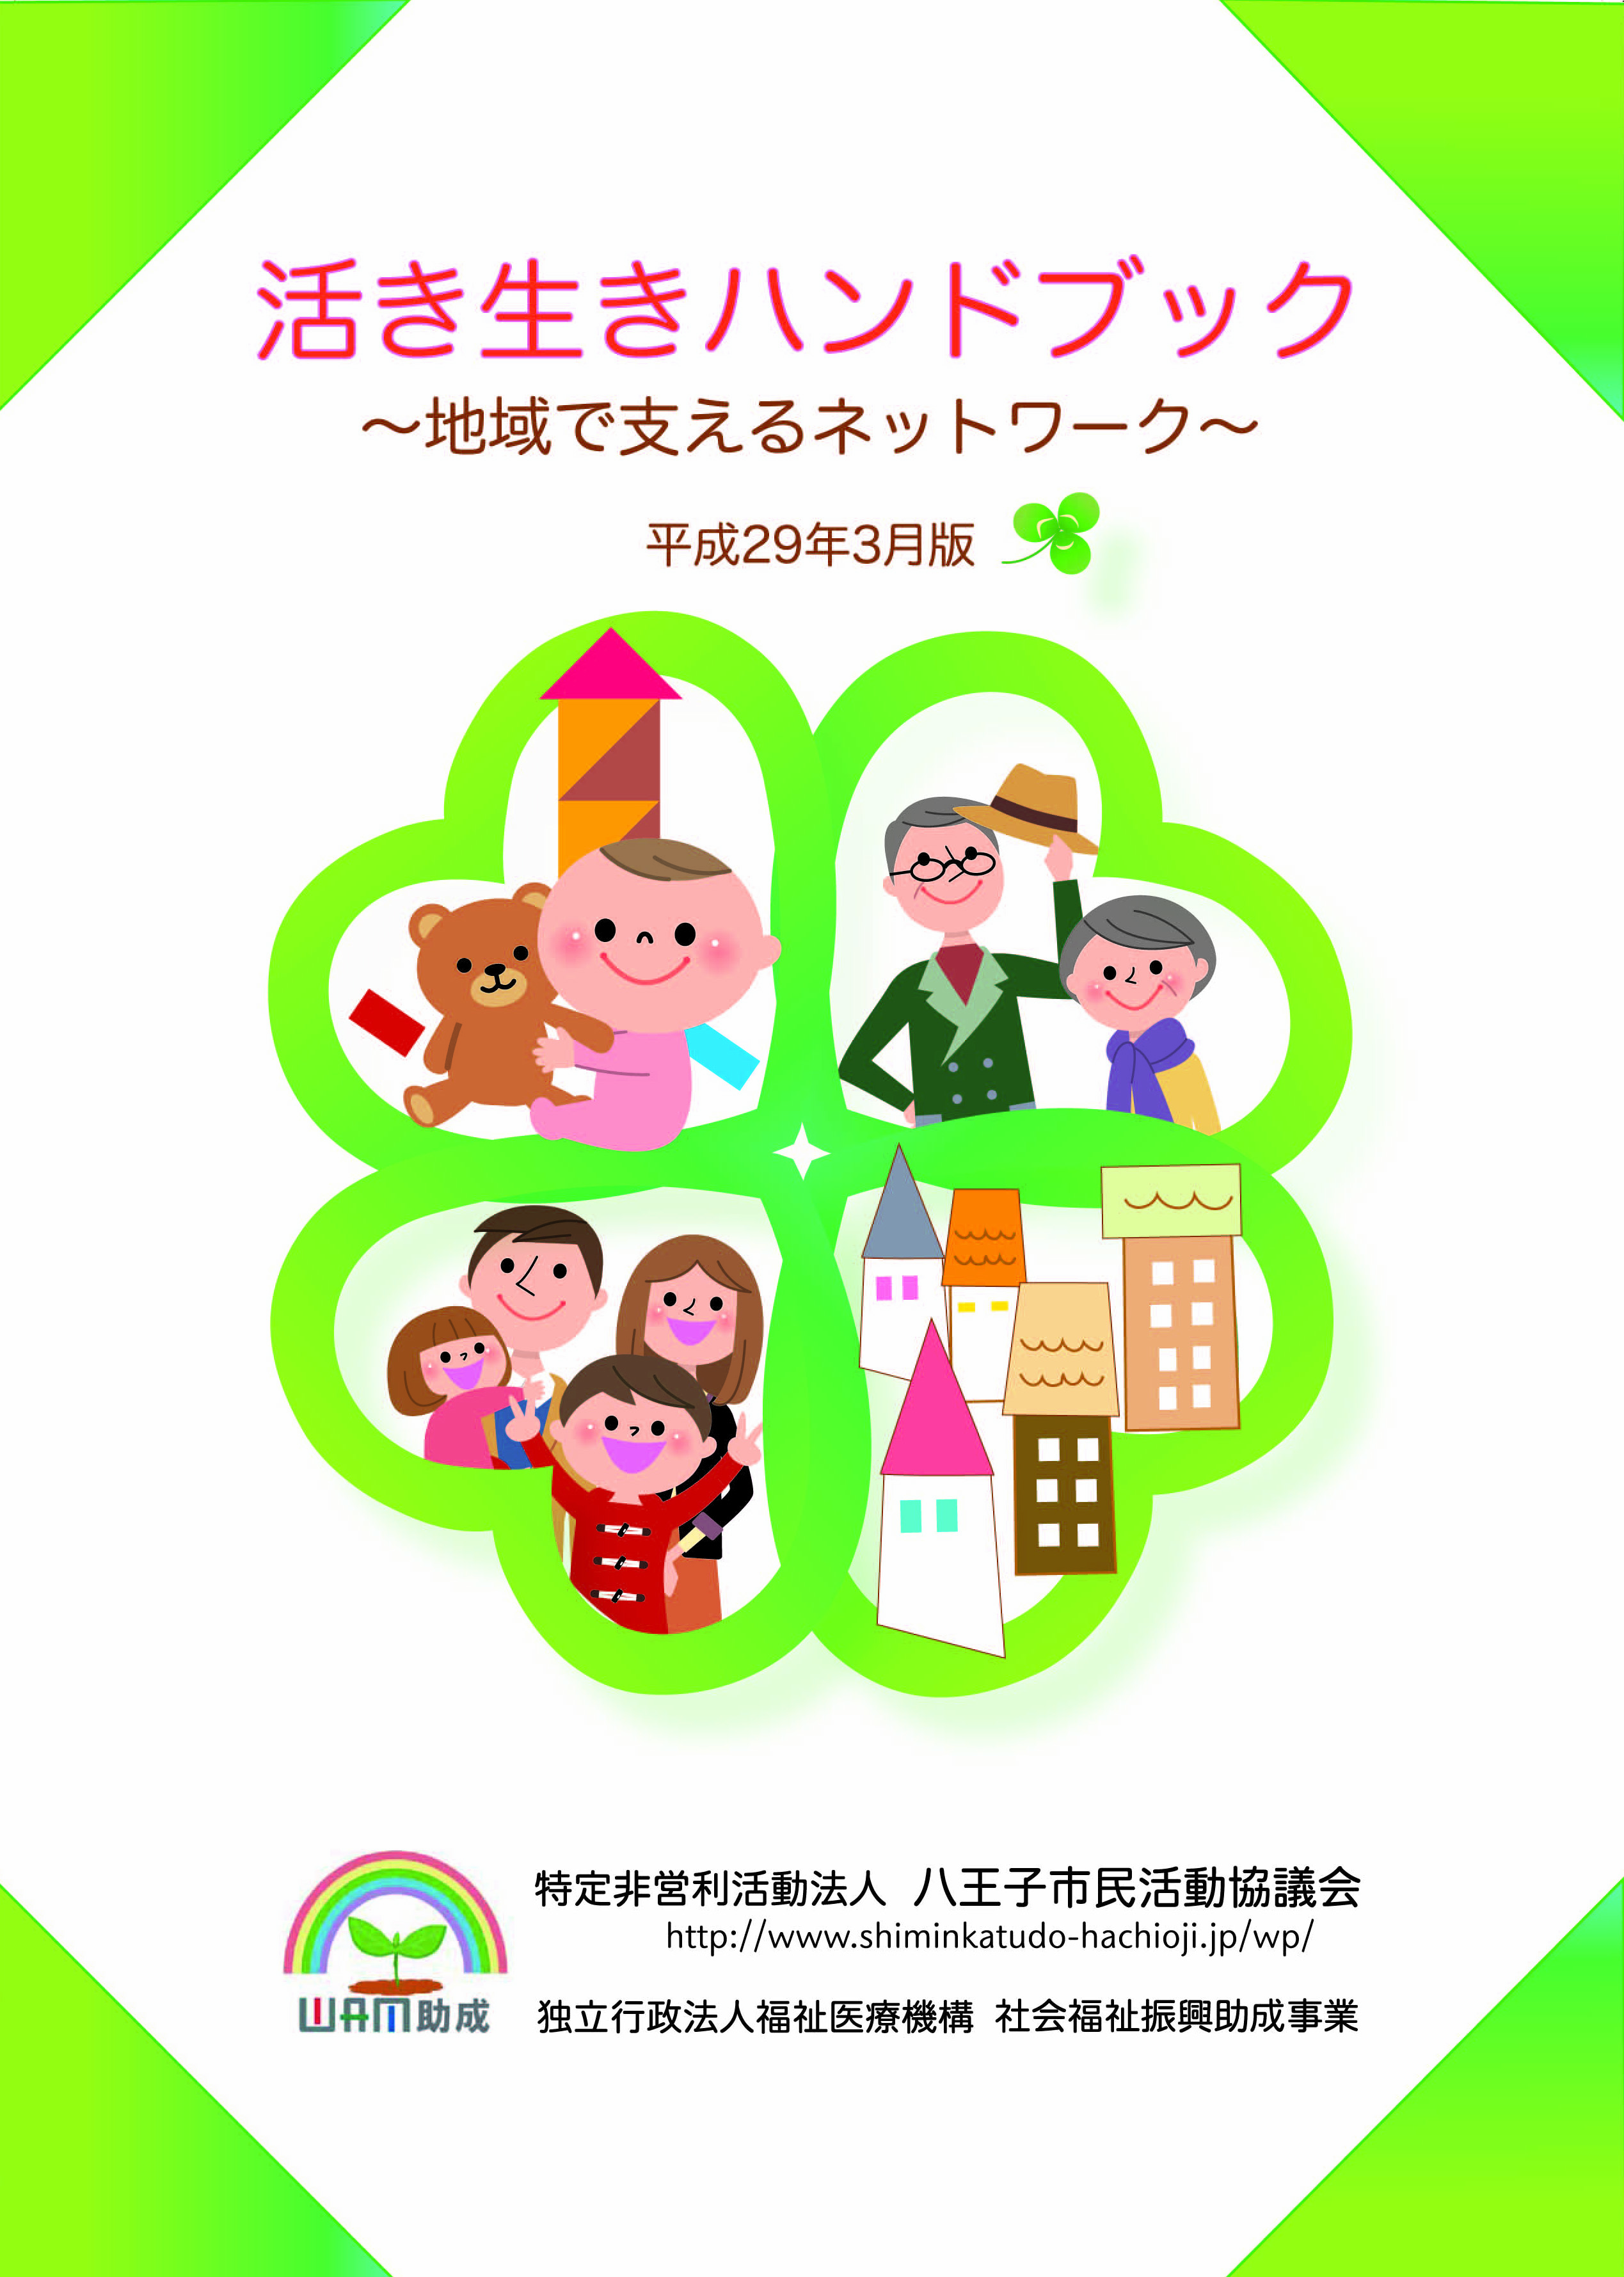 活き生きハンドブック
～地域で支えるネットワーク～
平成29年3月版
特定非営利活動法人 八王子市民活動協議会
http://www.shiminkatudo-hachioji.jp/wp/
WAM助成
独立行政法人福祉医療機構 社会福祉振興助成事業